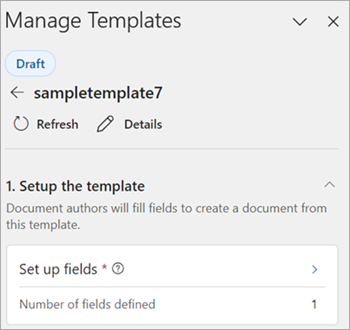 Manage Templates
Draft
sampletemplate7
Refresh Details
1. Setup the template
Document authors will fill fields to create a document from
this template.
Set up fields *
Number of fields defined 1